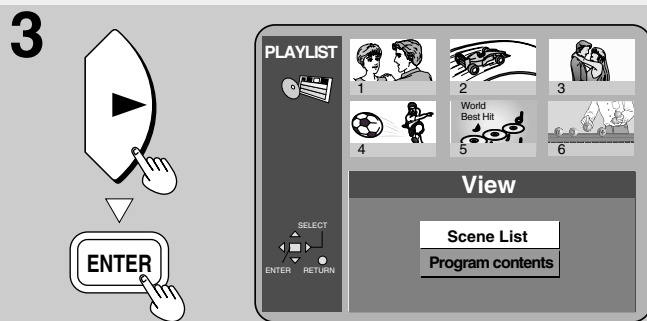 3
ENTER
PLAYLIST
1
2
3
World
Best Hit
4
5
6
View
Scene List
Program contents
SELECT
ENTER
RETURN